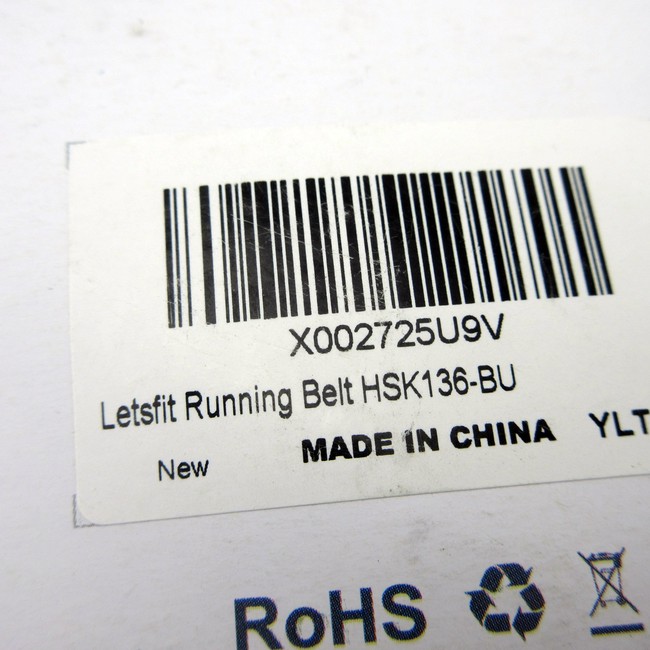 X002725U9V
Letsfit Running Belt HSK136-BU
New MADE IN CHINA YLT
RoHS